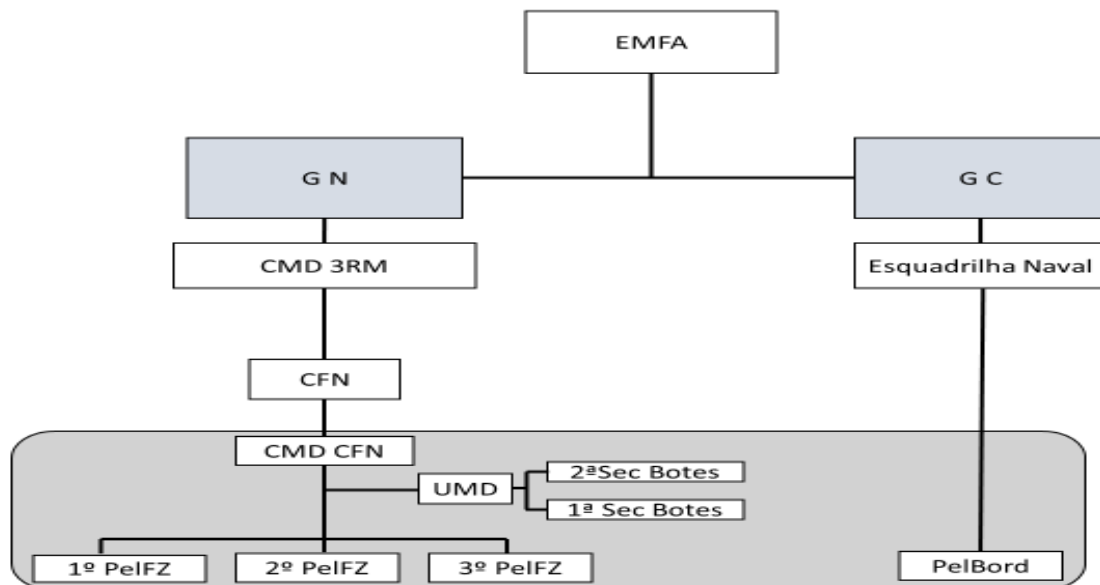 EMFA
G N
G C
CMD 3RM
Esquadrilha Naval
CFN
CMD CFN
2ªSec Botes
UMD
1ª Sec Botes
1º PelFZ
2º PelFZ
3º PelFZ
PelBord